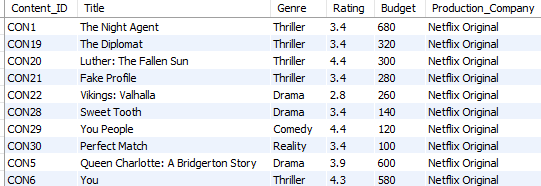 Content_ID Title Genre Rating Budget Production_Company
CON1 The Night Agent Thriller 3.4 680 Netflix Original
CON19 The Diplomat Thriller 3.4 320 Netflix Original
CON20 Luther: The Fallen Sun Thriller 4.4 300 Netflix Original
CON21 Fake Profile Thriller 3.4 280 Netflix Original
CON22 Vikings: Valhalla Drama 2.8 260 Netflix Original
CON28 Sweet Tooth Drama 3.4 140 Netflix Original
CON29 You People Comedy 4.4 120 Netflix Original
CON30 Perfect Match Reality 3.4 100 Netflix Original
CON5 Queen Charlotte: A Bridgerton Story Drama 3.9 600 Netflix Original
CON6 You Thriller 4.3 580 Netflix Original